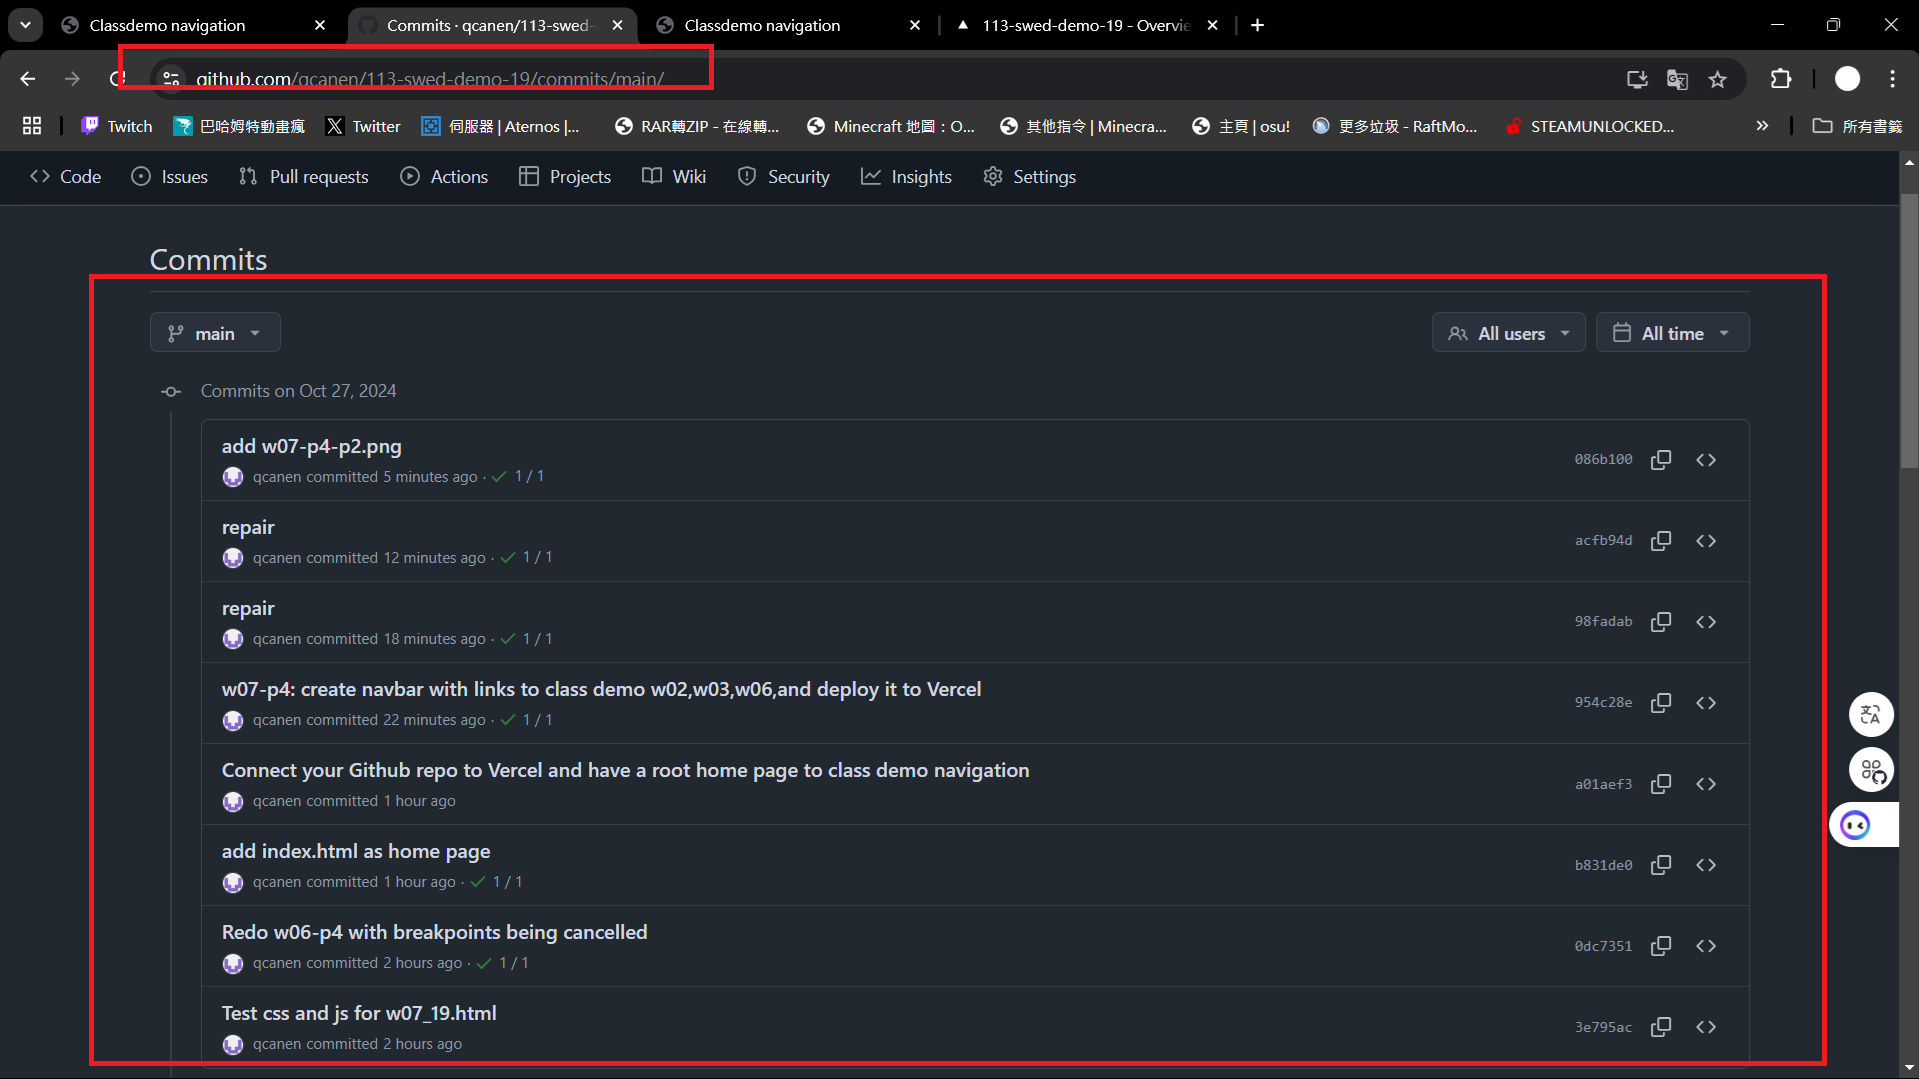 Classdemo navigation
Commits · qcanen/113-swed-
Classdemo navigation
113-swed-demo-19 - Overvie
github.com/qcanen/113-swed-demo-19/commits/main/
Twitch
巴哈姆特動畫瘋
Twitter
伺服器 | Aternos |...
RAR轉ZIP - 在線轉...
Minecraft 地圖：O...
其他指令 | Minecra...
主頁 | osu!
更多垃圾 - RaftMo...
STEAMUNLOCKED...
所有書籤
Code
Issues
Pull requests
Actions
Projects
Wiki
Security
Insights
Settings
Commits
main
All users
All time
Commits on Oct 27, 2024
add w07-p4-p2.png
086b100
qcanen committed 5 minutes ago · 1 / 1
repair
acfb94d
qcanen committed 12 minutes ago · 1 / 1
repair
98fadab
qcanen committed 18 minutes ago · 1 / 1
w07-p4: create navbar with links to class demo w02,w03,w06,and deploy it to Vercel
954c28e
qcanen committed 22 minutes ago · 1 / 1
Connect your Github repo to Vercel and have a root home page to class demo navigation
a01aef3
qcanen committed 1 hour ago
add index.html as home page
b831de0
qcanen committed 1 hour ago · 1 / 1
Redo w06-p4 with breakpoints being cancelled
0dc7351
qcanen committed 2 hours ago · 1 / 1
Test css and js for w07_19.html
3e795ac
qcanen committed 2 hours ago